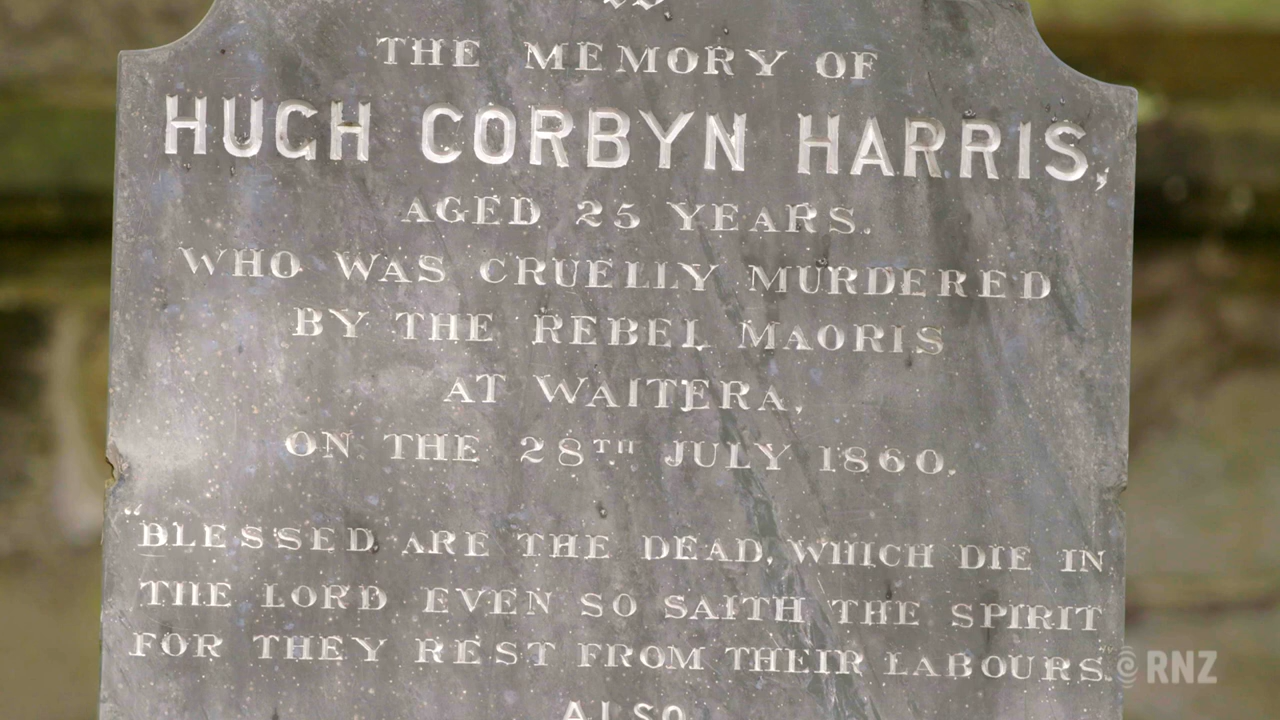 THE MEMORY OF
HUGH CORBYN HARRIS,
AGED 25 YEARS.
WHO WAS CRUELLY MURDERED
BY THE REBEL MAORIS
AT WAITERA,
ON THE 28TH JULY 1860.
"BLESSED ARE THE DEAD, WHICH DIE IN
THE LORD EVEN SO SAITH THE SPIRIT
FOR THEY REST FROM THEIR LABOURS."
ALSO
RNZ